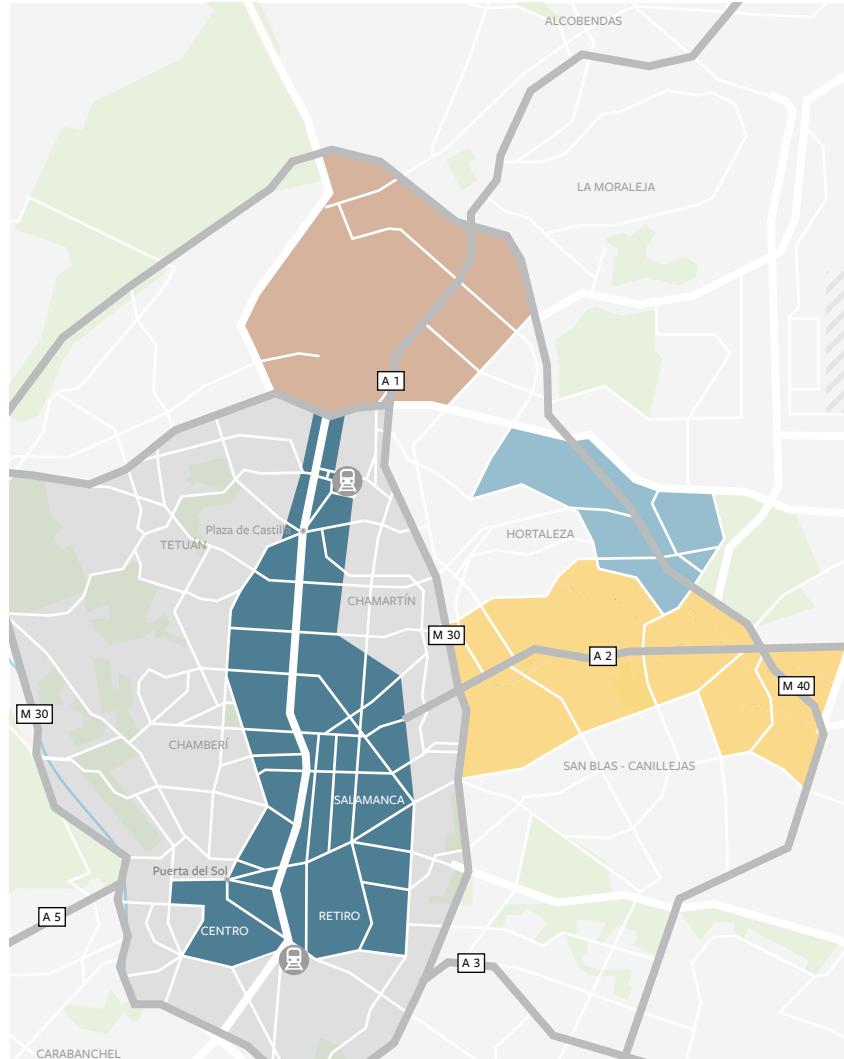 ALCOBENDAS
LA MORALEJA
A 1
Plaza de Castilla
HORTALEZA
TETUÁN
CHAMARTÍN
M 30
A 2
M 40
M 30
CHAMBERÍ
SAN BLAS - CANILLEJAS
SALAMANCA
Puerta del Sol
A 5
RETIRO
CENTRO
A 3
CARABANCHEL